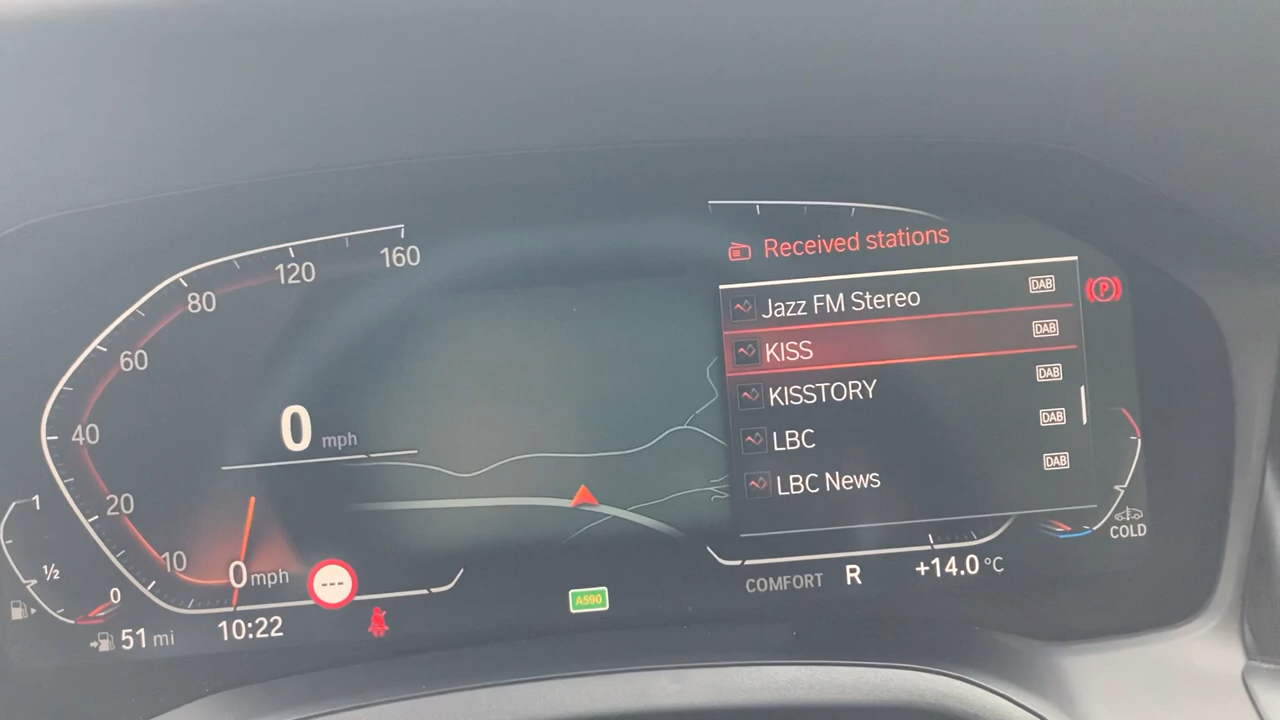 Received stations
Jazz FM Stereo DAB
KISS DAB
KISSTORY DAB
LBC DAB
LBC News DAB
P
160
120
80
60
40
20
10
0 mph
0 mph
---
1
1/2
0
51 mi
10:22
A590
COMFORT R +14.0 °C
COLD